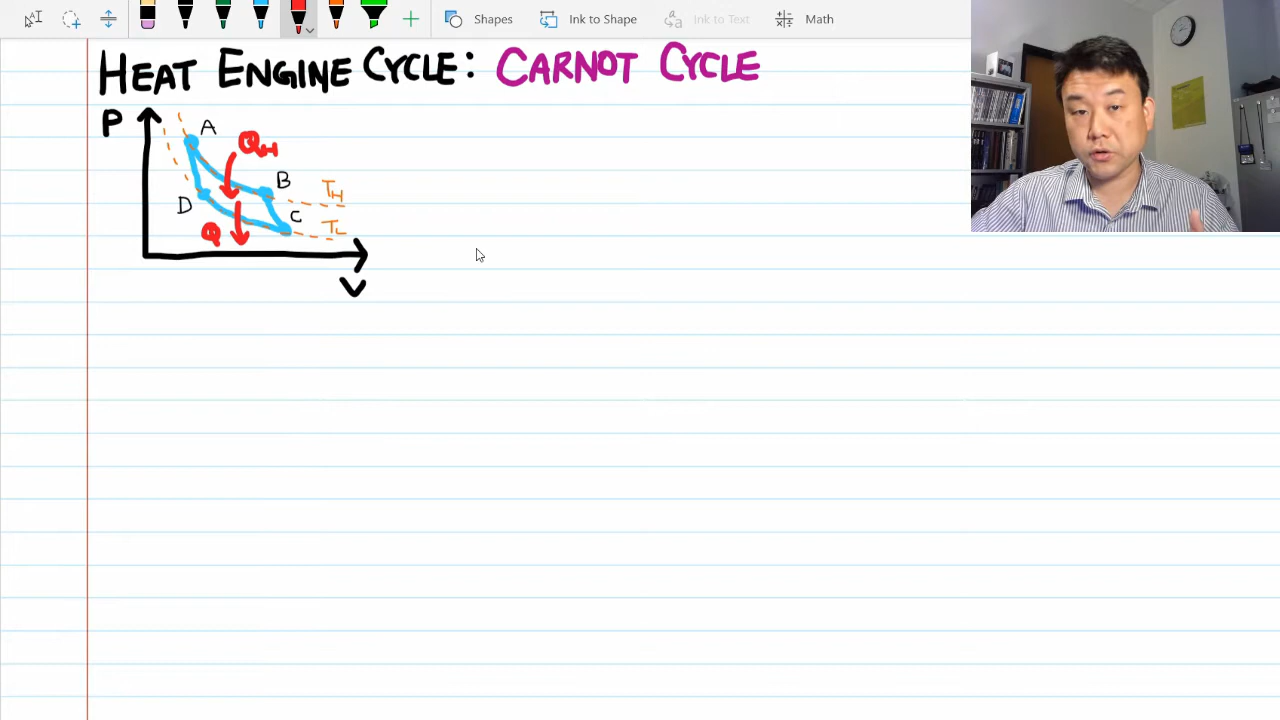 Shapes Ink to Shape Ink to Text Math
HEAT ENGINE CYCLE: CARNOT CYCLE
P
A
QH
B
TH
D
C
TL
Q
V